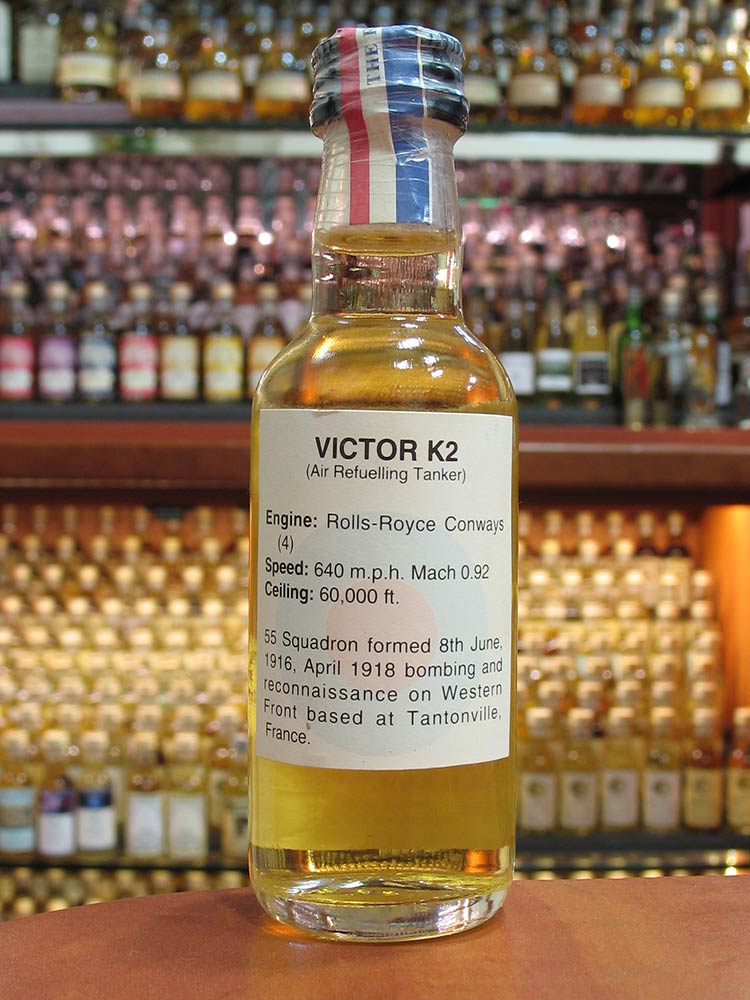 THE
VICTOR K2
(Air Refuelling Tanker)
Engine: Rolls-Royce Conways
(4)
Speed: 640 m.p.h. Mach 0.92
Ceiling: 60,000 ft.
55 Squadron formed 8th June,
1916, April 1918 bombing and
reconnaissance on Western
Front based at Tantonville,
France.